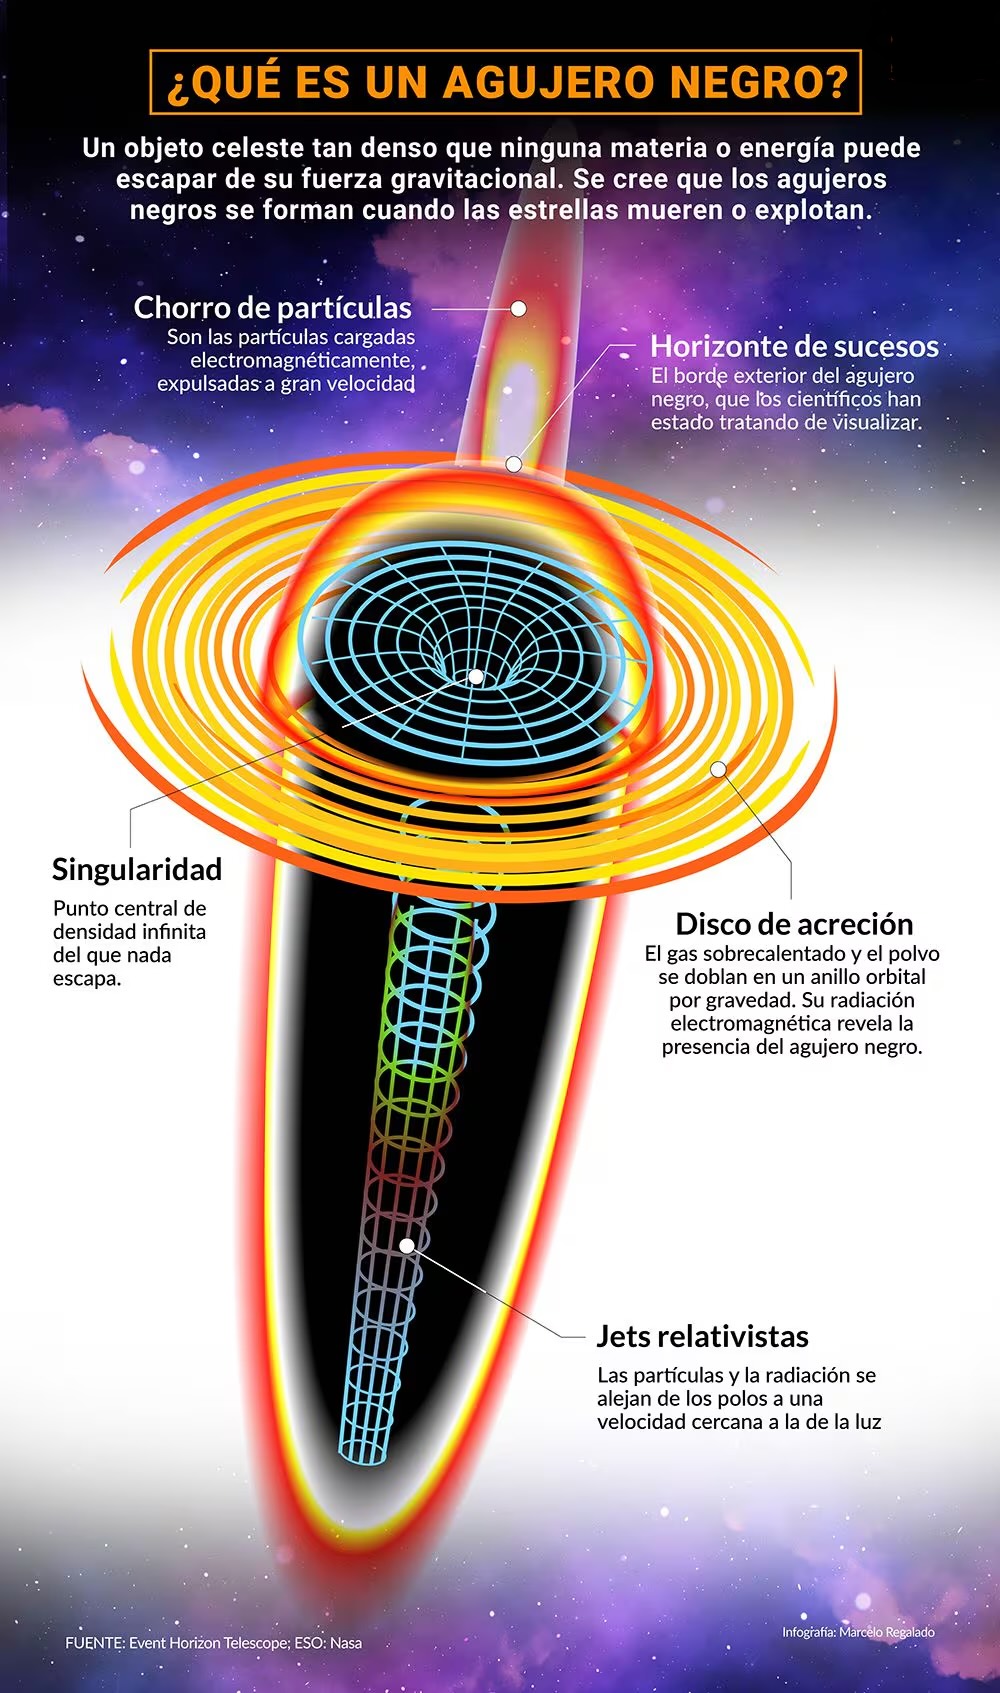 ¿QUÉ ES UN AGUJERO NEGRO?
Un objeto celeste tan denso que ninguna materia o energía puede
escapar de su fuerza gravitacional. Se cree que los agujeros
negros se forman cuando las estrellas mueren o explotan.
Chorro de partículas
Son las partículas cargadas
electromagnéticamente,
expulsadas a gran velocidad
Horizonte de sucesos
El borde exterior del agujero
negro, que los científicos han
estado tratando de visualizar.
Singularidad
Punto central de
densidad infinita
del que nada
escapa.
Disco de acreción
El gas sobrecalentado y el polvo
se doblan en un anillo orbital
por gravedad. Su radiación
electromagnética revela la
presencia del agujero negro.
Jets relativistas
Las partículas y la radiación se
alejan de los polos a una
velocidad cercana a la de la luz
FUENTE: Event Horizon Telescope; ESO: Nasa
Infografía: Marcelo Regalado